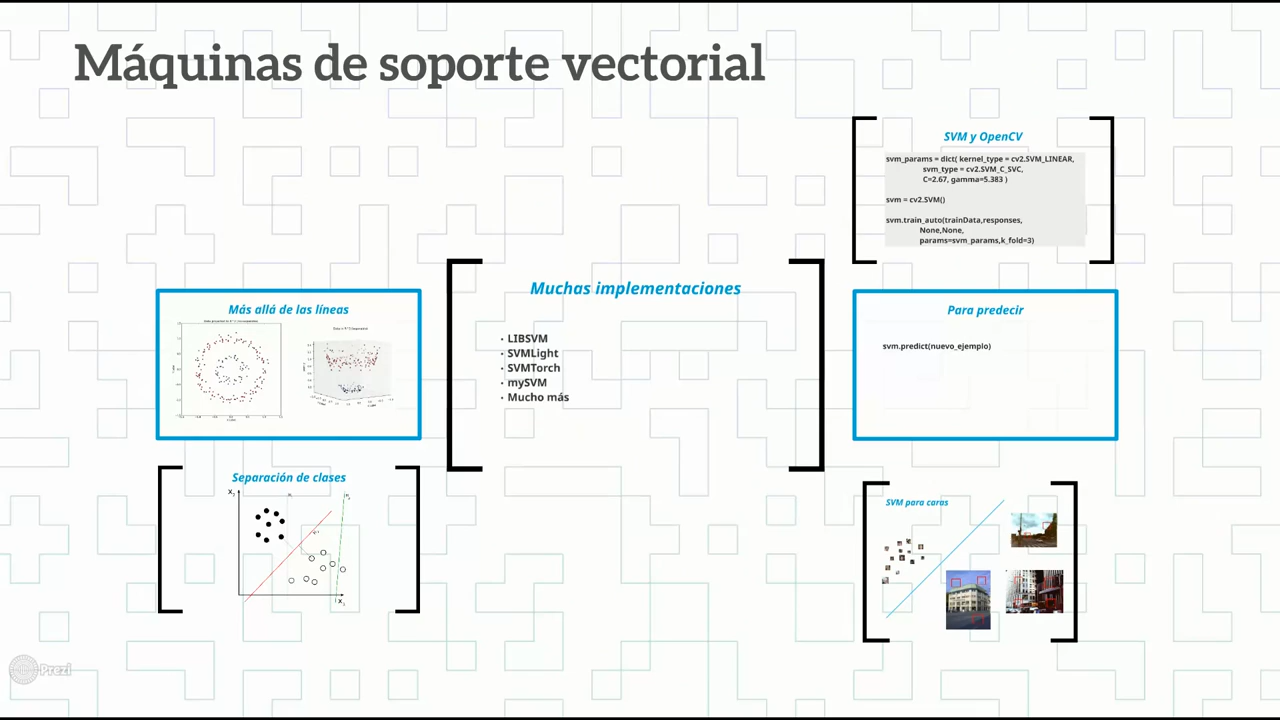 Máquinas de soporte vectorial
SVM y OpenCV
svm_params = dict( kernel_type = cv2.SVM_LINEAR,
svm_type = cv2.SVM_C_SVC,
C=2.67, gamma=5.383 )
svm = cv2.SVM()
svm.train_auto(trainData,responses,
None,None,
params=svm_params,k_fold=3)
Muchas implementaciones
· LIBSVM
· SVMLight
· SVMTorch
· mySVM
· Mucho más
Más allá de las líneas
Para predecir
svm.predict(nuevo_ejemplo)
Separación de clases
X₂
X₁
SVM para caras
Prezi